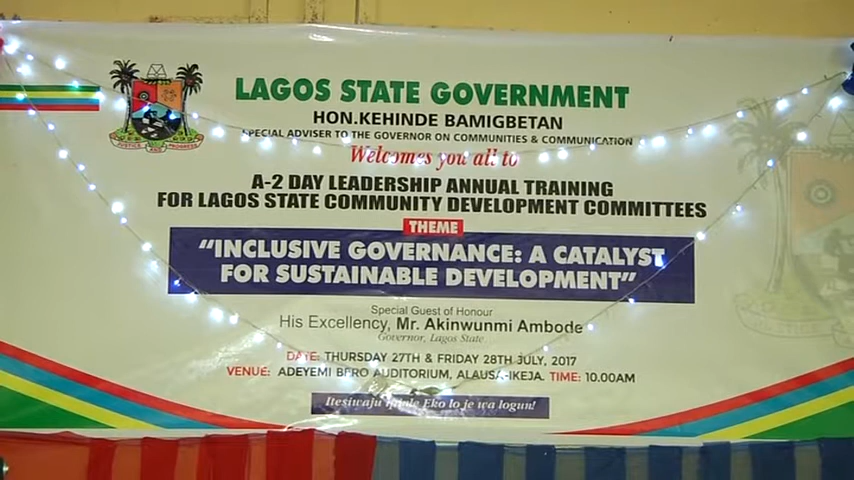 LAGOS STATE GOVERNMENT
HON.KEHINDE BAMIGBETAN
SPECIAL ADVISER TO THE GOVERNOR ON COMMUNITIES & COMMUNICATION
Welcomes you all to
A-2 DAY LEADERSHIP ANNUAL TRAINING
FOR LAGOS STATE COMMUNITY DEVELOPMENT COMMITTEES
THEME
"INCLUSIVE GOVERNANCE: A CATALYST
FOR SUSTAINABLE DEVELOPMENT"
Special Guest of Honour
His Excellency, Mr. Akinwunmi Ambode
Governor, Lagos State
DATE: THURSDAY 27TH & FRIDAY 28TH JULY, 2017
VENUE: ADEYEMI BERO AUDITORIUM, ALAUSA-IKEJA. TIME: 10.00AM
Itesiwaju Eko lo je wa logun!
JUSTICE AND PROGRESS